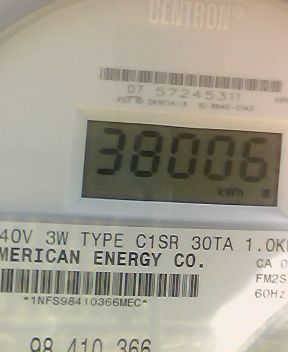 CENTRON®
07 57245311
38006
kWh
40V 3W TYPE C1SR 30TA 1.0K
MERICAN ENERGY CO.
CA 0
FM2S
*1NFS98410366MEC*
60Hz
98 410 366